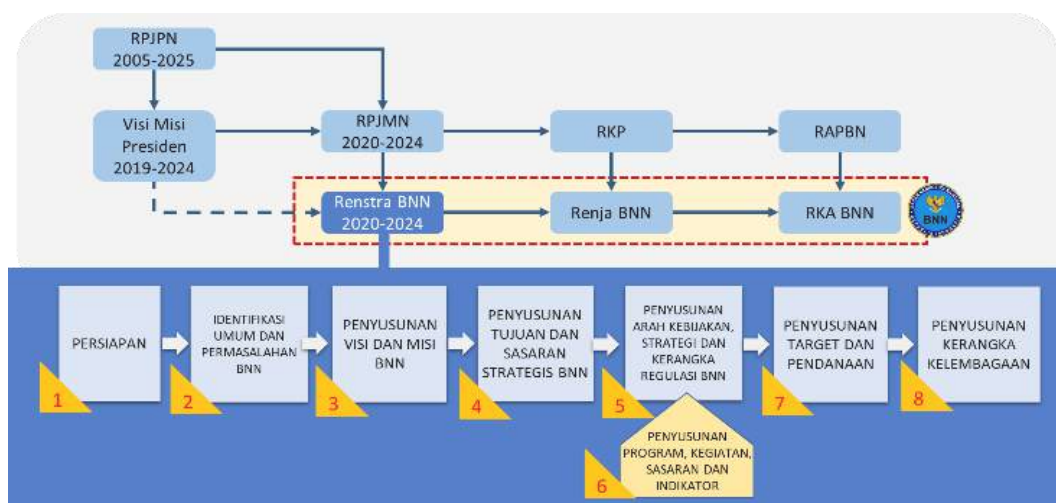 RPJPN
2005-2025
Visi Misi
Presiden
2019-2024
RPJMN
2020-2024
RKP
RAPBN
Renstra BNN
2020-2024
Renja BNN
RKA BNN
BNN
PERSIAPAN
1
IDENTIFIKASI
UMUM DAN
PERMASALAHAN
BNN
2
PENYUSUNAN
VISI DAN MISI
BNN
3
PENYUSUNAN
TUJUAN DAN
SASARAN
STRATEGIS BNN
4
PENYUSUNAN
ARAH KEBIJAKAN,
STRATEGI DAN
KERANGKA
REGULASI BNN
5
PENYUSUNAN
PROGRAM, KEGIATAN,
SASARAN DAN
INDIKATOR
6
PENYUSUNAN
TARGET DAN
PENDANAAN
7
PENYUSUNAN
KERANGKA
KELEMBAGAAN
8